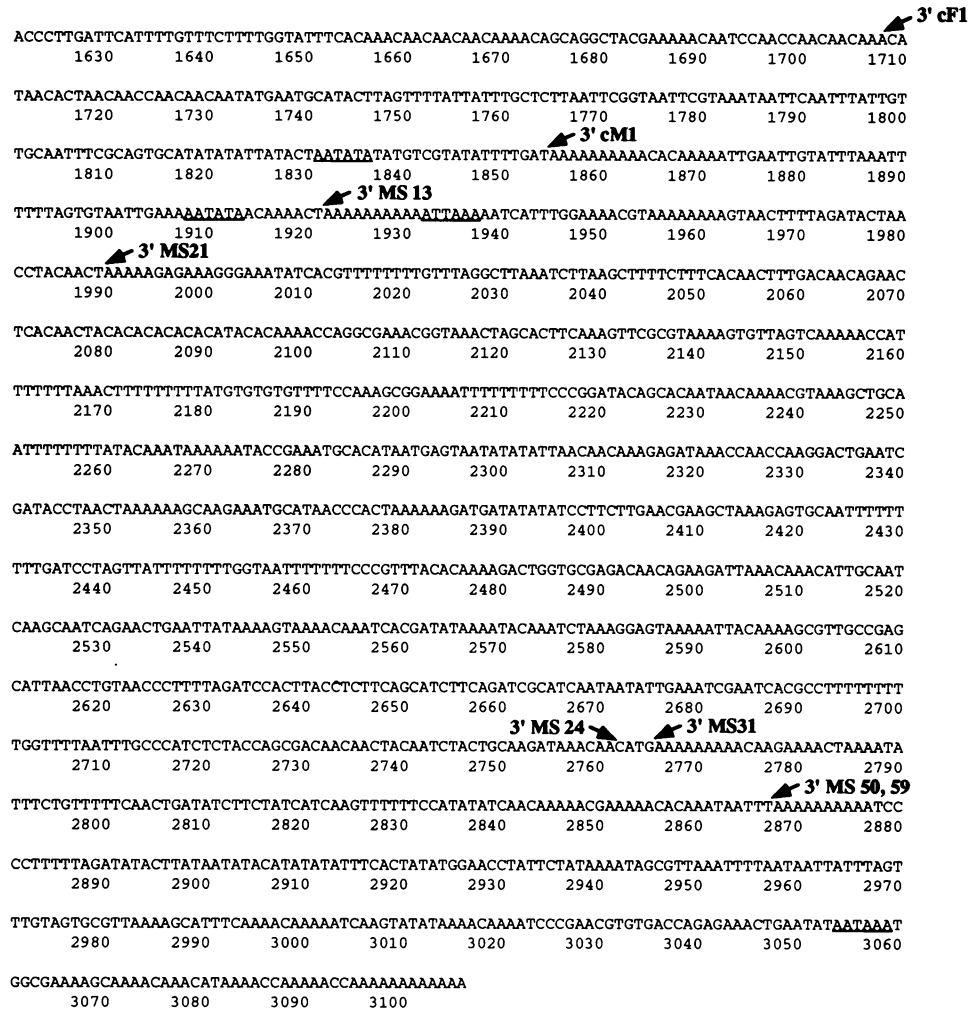 3' cF1
ACCCTTGATTCATTTTGTTTCTTTTGGTATTTCACAAACAACAACAACAAAACAGCAGGCTACGAAAAACAATCCAACCAACAACAAACA
1630 1640 1650 1660 1670 1680 1690 1700 1710
TAACACTAACAACCAACAACAATATGAATGCATACTTAGTTTTATTATTTGCTCTTAATTCGGTAATTCGTAAATAATTCAATTTATTGT
1720 1730 1740 1750 1760 1770 1780 1790 1800
3' cM1
TGCAATTTCGCAGTGCATATATATTATACTAATATATATGTCGTATATTTTGATAAAAAAAAAACACAAAAATTGAATTGTATTTAAATT
1810 1820 1830 1840 1850 1860 1870 1880 1890
3' MS 13
TTTTAGTGTAATTGAAAAATATAACAAAACTAAAAAAAAAAATTAAAAATCATTTGGAAAACGTAAAAAAAAGTAACTTTTAGATACTAA
1900 1910 1920 1930 1940 1950 1960 1970 1980
3' MS21
CCTACAACTAAAAAGAGAAAGGGAAATATCACGTTTTTTTTGTTTAGGCTTAAATCTTAAGCTTTTCTTTCACAACTTTGACAACAGAAC
1990 2000 2010 2020 2030 2040 2050 2060 2070
TCACAACTACACACACACACATACACAAAACCAGGCGAAACGGTAAACTAGCACTTCAAAGTTCGCGTAAAAGTGTTAGTCAAAAACCAT
2080 2090 2100 2110 2120 2130 2140 2150 2160
TTTTTTAAACTTTTTTTTTATGTGTGTGTTTTCCAAAGCGGAAAATTTTTTTTTCCCGGATACAGCACAATAACAAAACGTAAAGCTGCA
2170 2180 2190 2200 2210 2220 2230 2240 2250
ATTTTTTTTATACAAATAAAAAATACCGAAATGCACATAATGAGTAATATATATTAACAACAAAGAGATAAACCAACCAAGGACTGAATC
2260 2270 2280 2290 2300 2310 2320 2330 2340
GATACCTAACTAAAAAAGCAAGAAATGCATAACCCACTAAAAAAGATGATATATATCCTTCTTGAACGAAGCTAAAGAGTGCAATTTTTT
2350 2360 2370 2380 2390 2400 2410 2420 2430
TTTGATCCTAGTTATTTTTTTTGGTAATTTTTTTCCCGTTTACACAAAAGACTGGTGCGAGACAACAGAAGATTAAACAAACATTGCAAT
2440 2450 2460 2470 2480 2490 2500 2510 2520
CAAGCAATCAGAACTGAATTATAAAAGTAAAACAAATCACGATATAAAATACAAATCTAAAGGAGTAAAAATTACAAAAGCGTTGCCGAG
2530 2540 2550 2560 2570 2580 2590 2600 2610
CATTAACCTGTAACCCTTTTAGATCCACTTACCTCTTCAGCATCTTCAGATCGCATCAATAATATTGAAATCGAATCACGCCTTTTTTTT
2620 2630 2640 2650 2660 2670 2680 2690 2700
3' MS 24 3' MS31
TGGTTTTAATTTGCCCATCTCTACCAGCGACAACAACTACAATCTACTGCAAGATAAACAACATGAAAAAAAAACAAGAAAACTAAAATA
2710 2720 2730 2740 2750 2760 2770 2780 2790
3' MS 50, 59
TTTCTGTTTTTCAACTGATATCTTCTATCATCAAGTTTTTTCCATATATCAACAAAAACGAAAAACACAAATAATTTAAAAAAAAAATCC
2800 2810 2820 2830 2840 2850 2860 2870 2880
CCTTTTTAGATATACTTATAATATACATATATATTTCACTATATGGAACCTATTCTATAAAATAGCGTTAAATTTTAATAATTATTTAGT
2890 2900 2910 2920 2930 2940 2950 2960 2970
TTGTAGTGCGTTAAAAGCATTTCAAAACAAAAATCAAGTATATAAAACAAAATCCCGAACGTGTGACCAGAGAAACTGAATATAATAAAT
2980 2990 3000 3010 3020 3030 3040 3050 3060
GGCGAAAAGCAAAACAAACATAAAACCAAAAACCAAAAAAAAAAAA
3070 3080 3090 3100